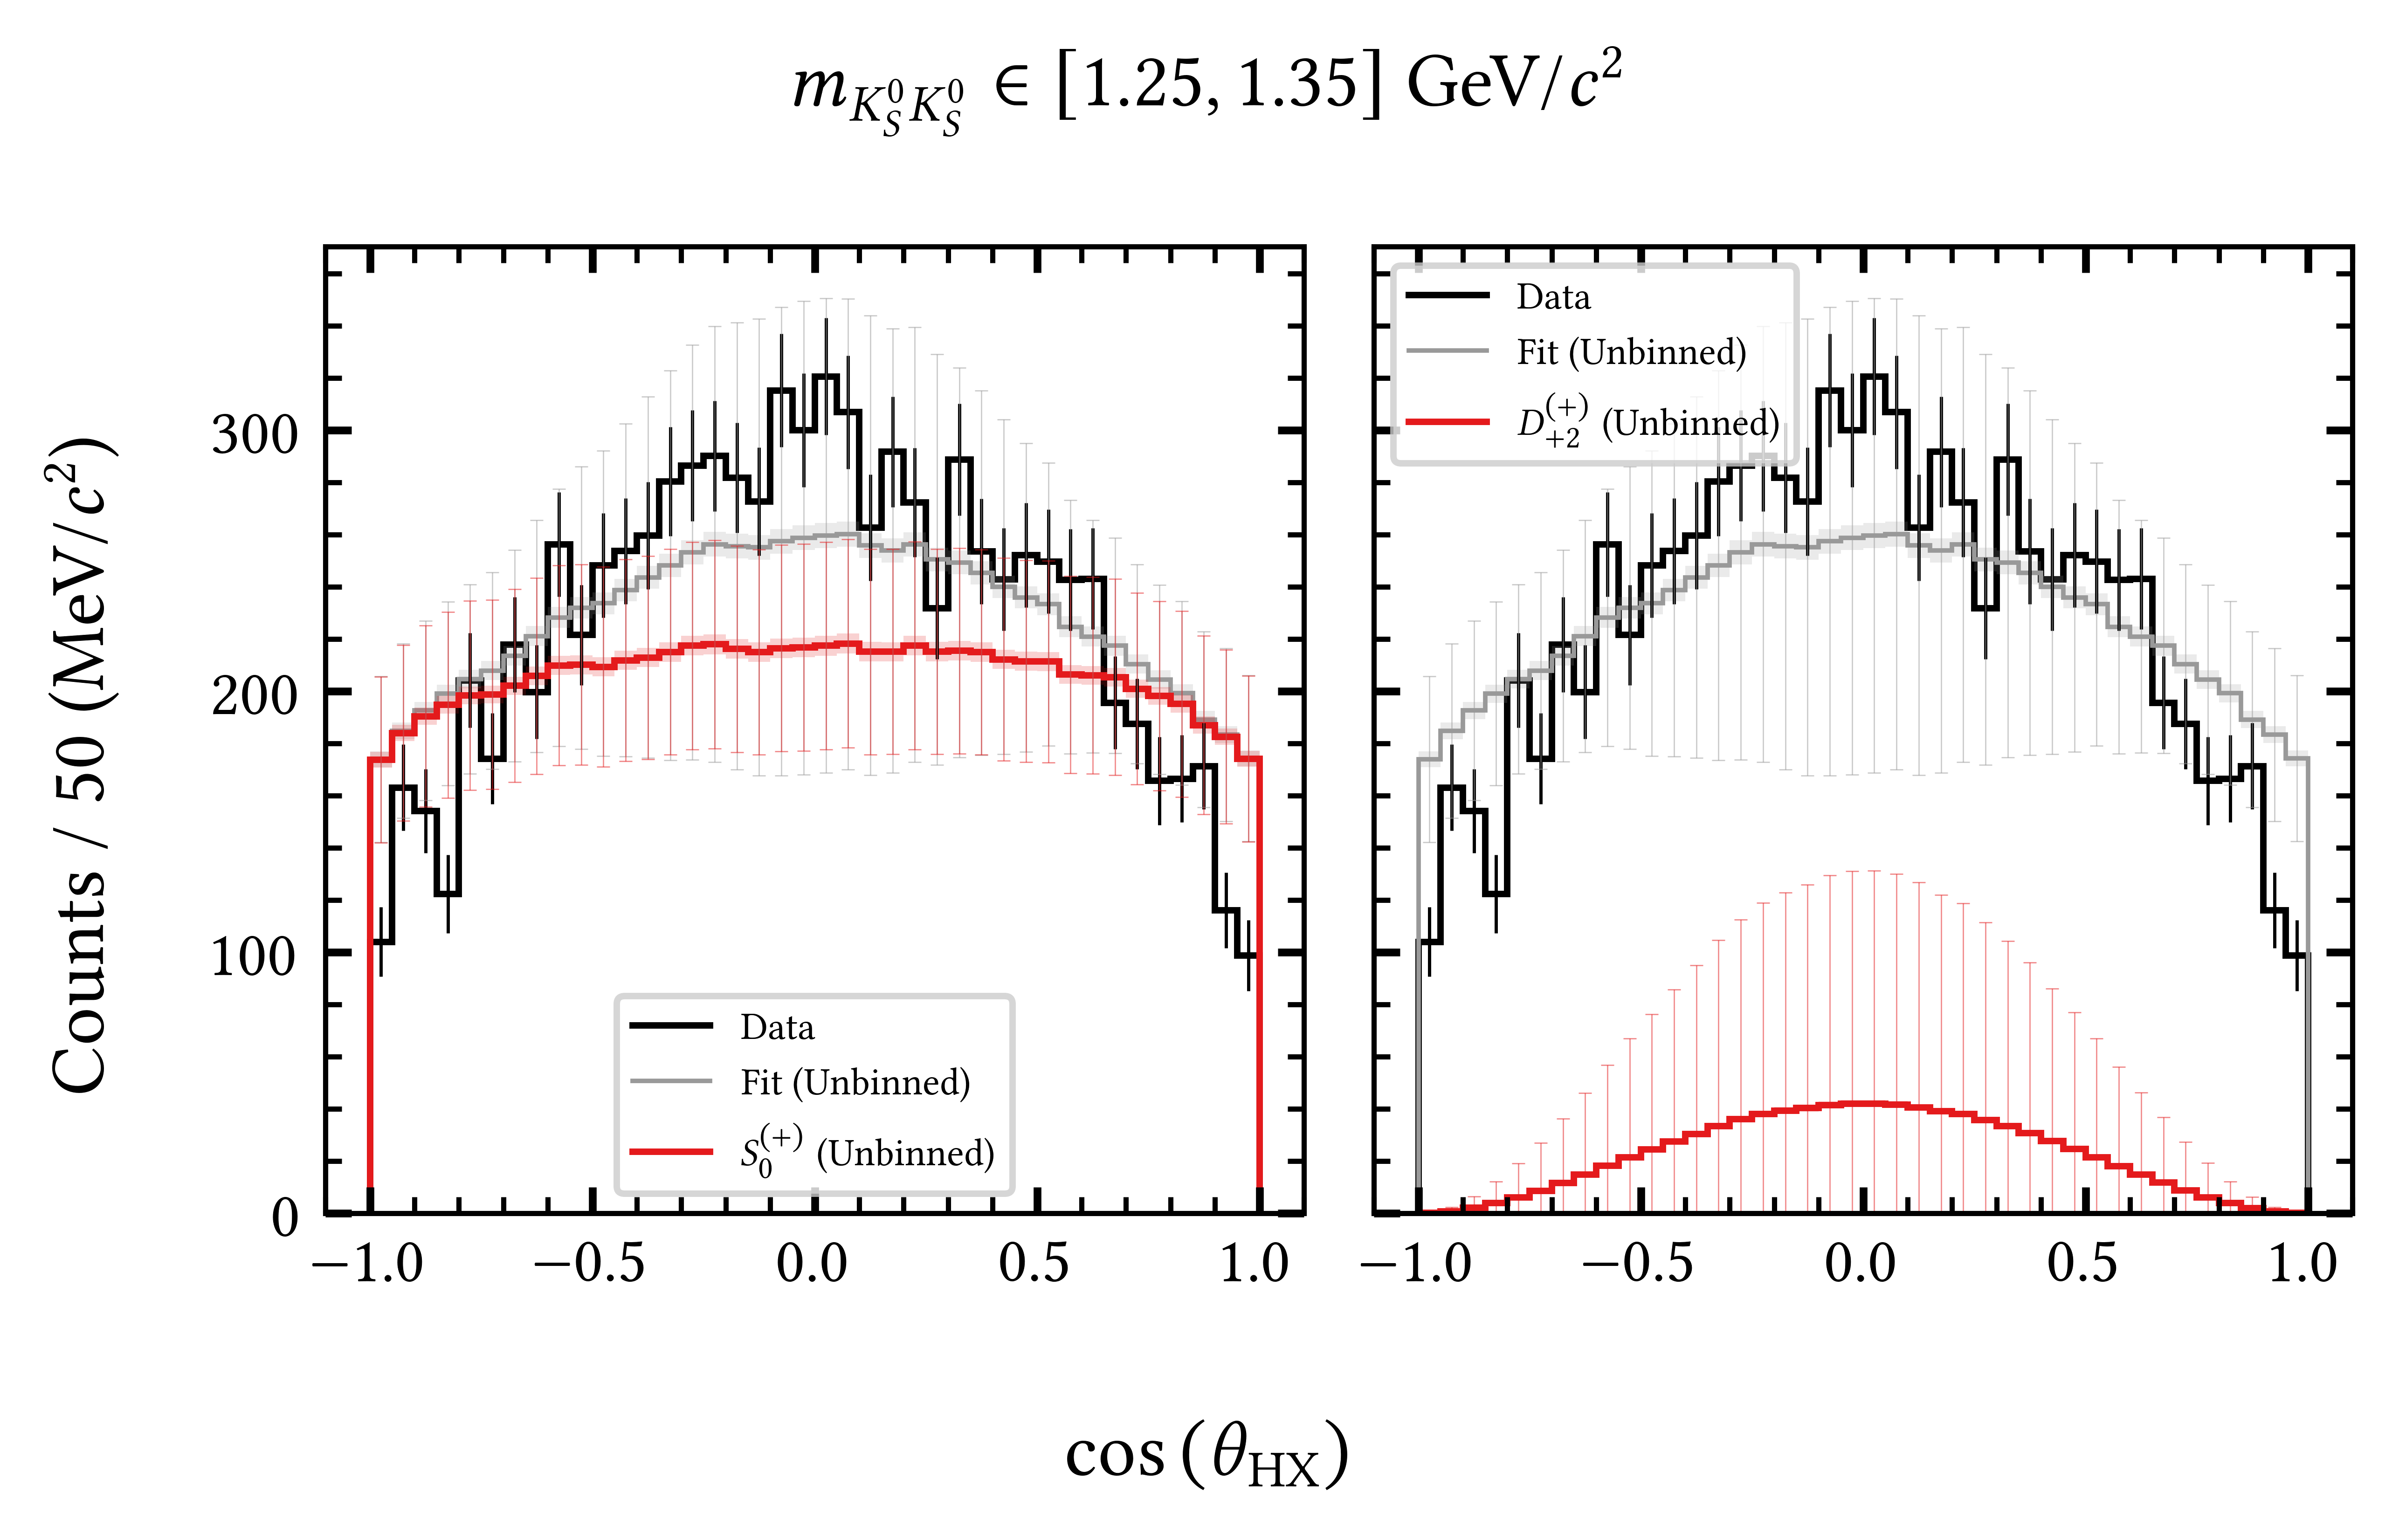 m_{K_S^0 K_S^0} ∈ [1.25, 1.35] GeV/c²
Counts / 50 (MeV/c²)
300
200
100
0
−1.0 −0.5 0.0 0.5 1.0
Data
Fit (Unbinned)
S_0^{(+)} (Unbinned)
Data
Fit (Unbinned)
D_{+2}^{(+)} (Unbinned)
−1.0 −0.5 0.0 0.5 1.0
cos (θ_{HX})